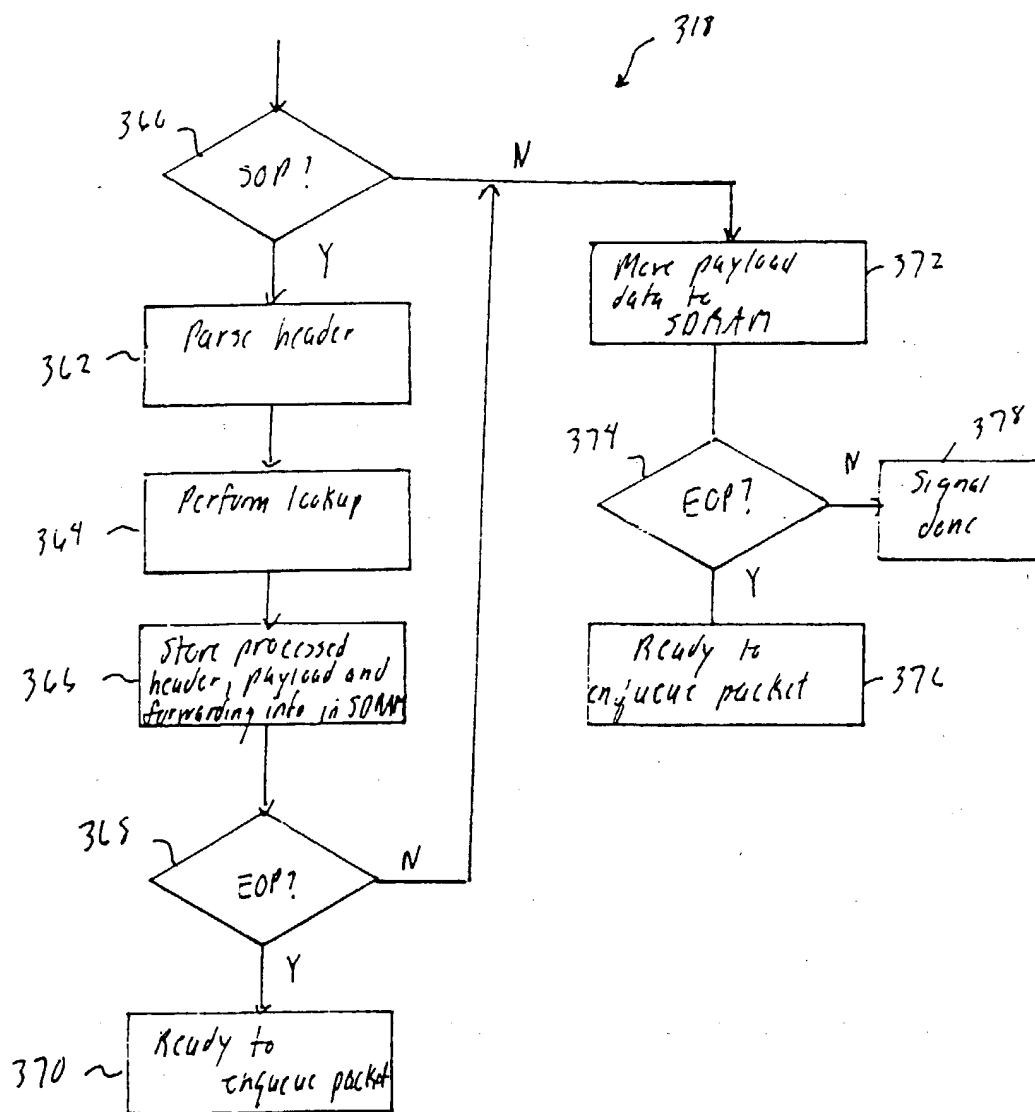 318
360
SOP?
N
Y
Move payload
data to
SDRAM
372
Parse header
362
374
EOP?
N
378
Signal
done
Y
Perform lookup
364
Ready to
enqueue packet
376
Store processed
header, payload and
forwarding info in SDRAM
366
368
EOP?
N
Y
370
Ready to
enqueue packet